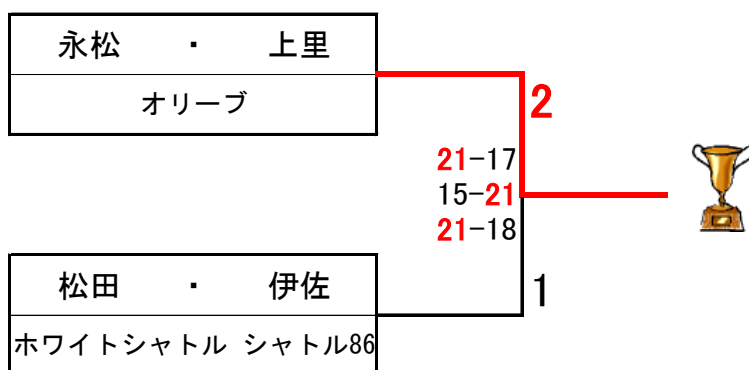 永松 ・ 上里
オリーブ
2
21-17
15-21
21-18
松田 ・ 伊佐
1
ホワイトシャトル シャトル86